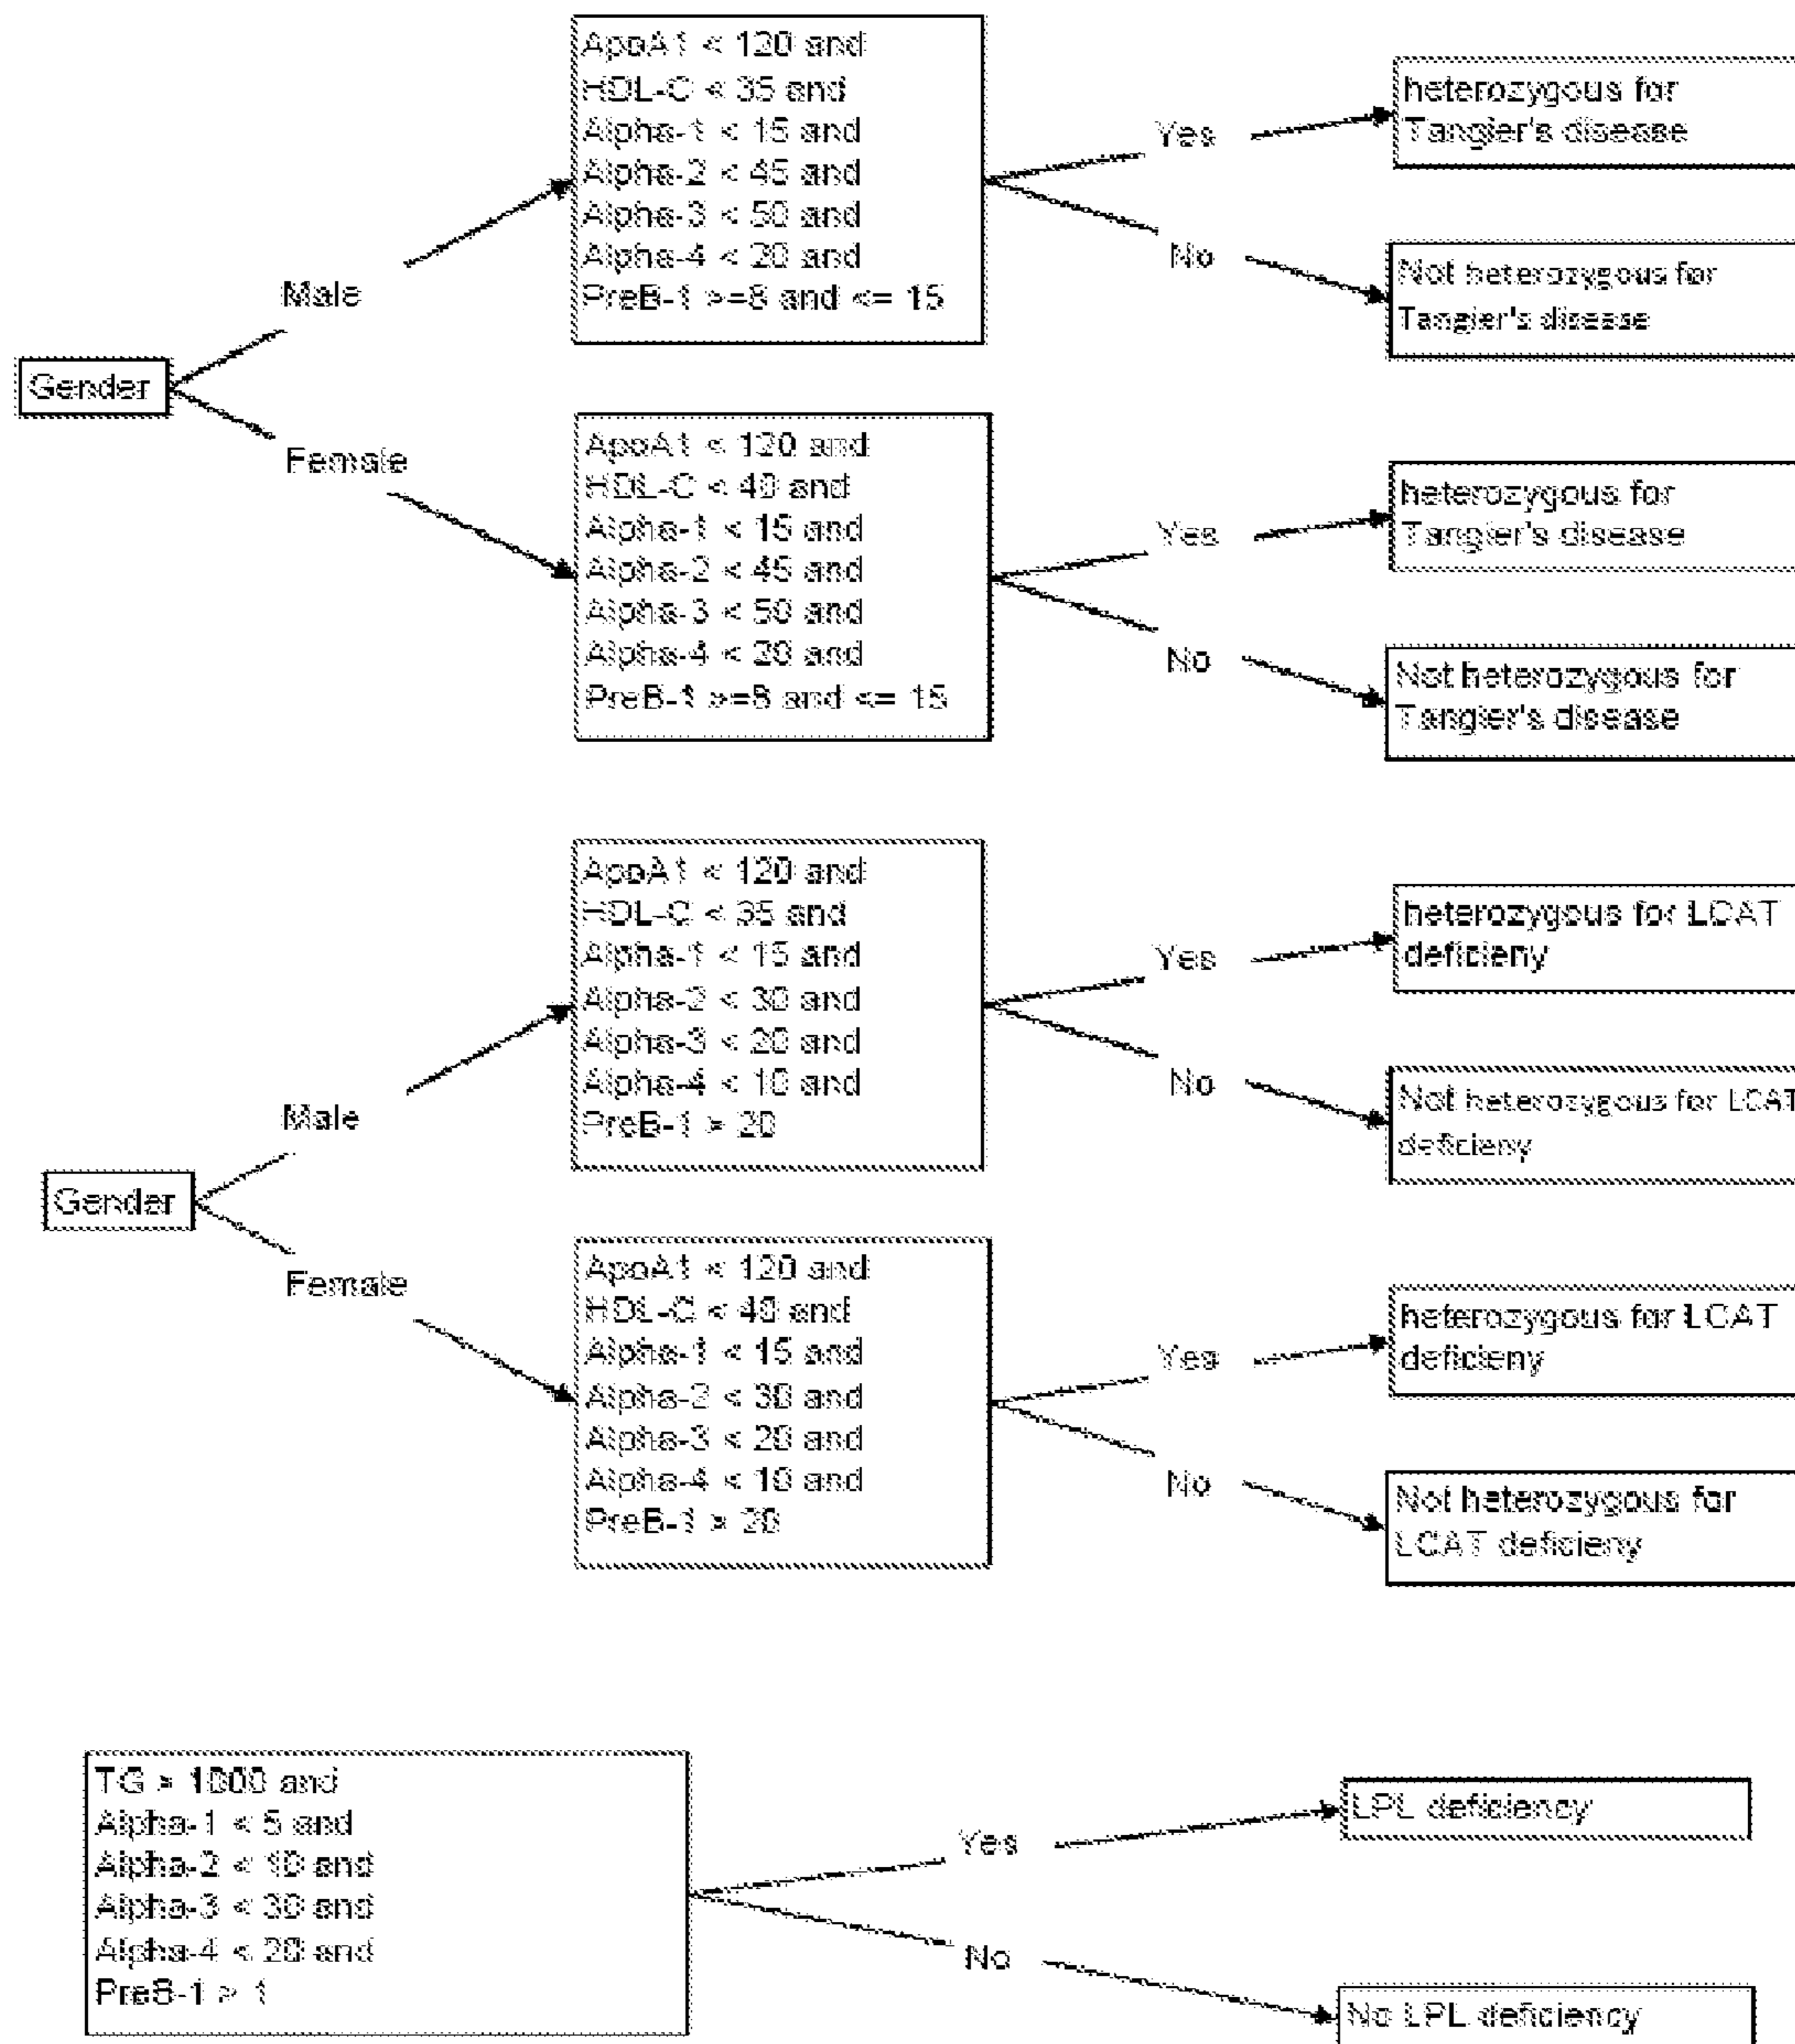 Gender
Male
ApoA1 < 120 and
HDL-C < 35 and
Alpha-1 < 15 and
Alpha-2 < 45 and
Alpha-3 < 50 and
Alpha-4 < 20 and
PreB-1 >=8 and <= 15
Yes
heterozygous for
Tangier's disease
No
Not heterozygous for
Tangier's disease
Female
ApoA1 < 120 and
HDL-C < 40 and
Alpha-1 < 15 and
Alpha-2 < 45 and
Alpha-3 < 50 and
Alpha-4 < 20 and
PreB-1 >=8 and <= 15
Yes
heterozygous for
Tangier's disease
No
Not heterozygous for
Tangier's disease
Gender
Male
ApoA1 < 120 and
HDL-C < 35 and
Alpha-1 < 15 and
Alpha-2 < 30 and
Alpha-3 < 20 and
Alpha-4 < 10 and
PreB-1 > 20
Yes
heterozygous for LCAT
deficieny
No
Not heterozygous for LCAT
deficieny
Female
ApoA1 < 120 and
HDL-C < 40 and
Alpha-1 < 15 and
Alpha-2 < 30 and
Alpha-3 < 20 and
Alpha-4 < 10 and
PreB-1 > 20
Yes
heterozygous for LCAT
deficieny
No
Not heterozygous for
LCAT deficieny
TG > 1000 and
Alpha-1 < 5 and
Alpha-2 < 10 and
Alpha-3 < 30 and
Alpha-4 < 20 and
PreB-1 > 1
Yes
LPL deficiency
No
No LPL deficiency